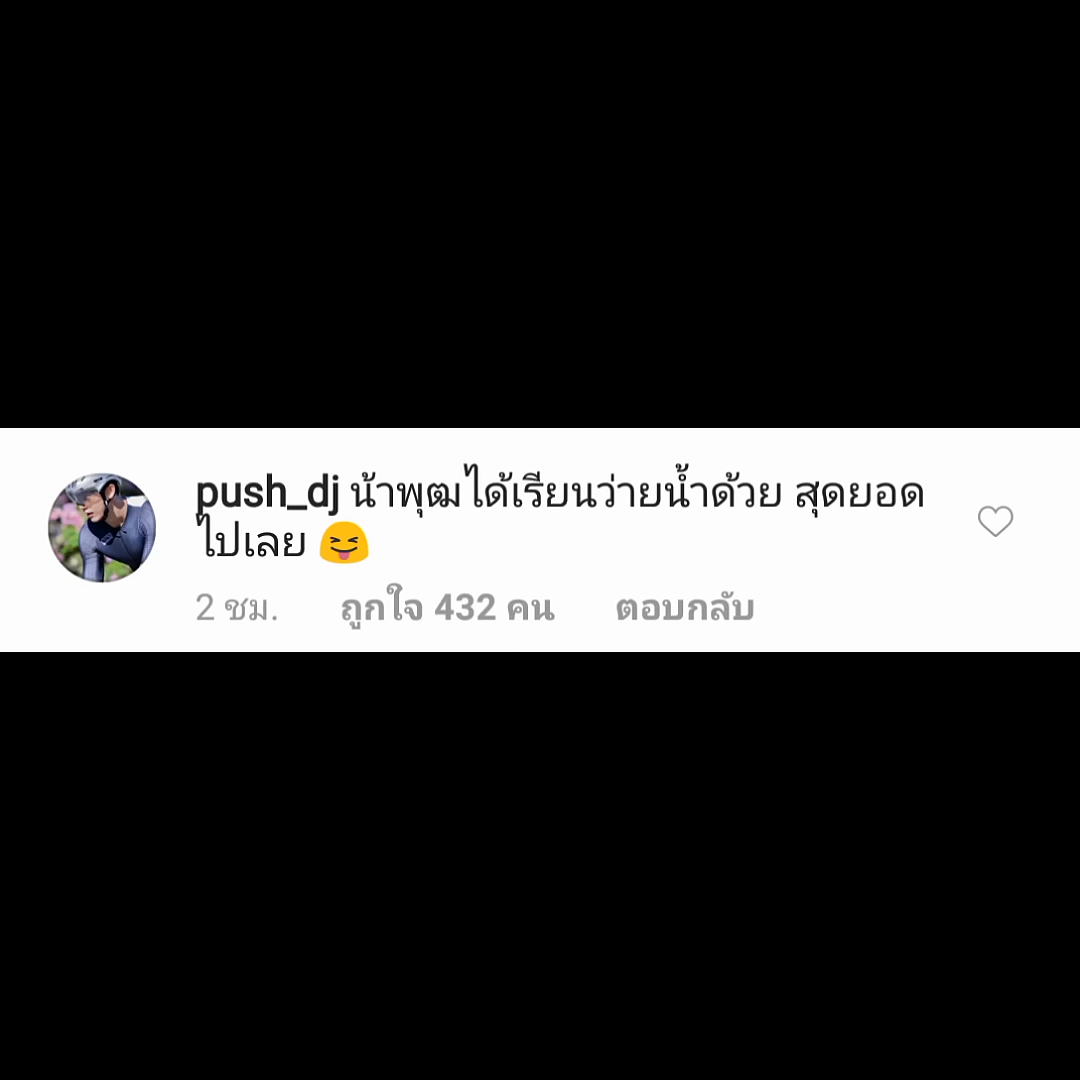 push_dj น้าพุฒได้เรียนว่ายน้ำด้วย สุดยอด
ไปเลย 😝
2 ชม. ถูกใจ 432 คน ตอบกลับ